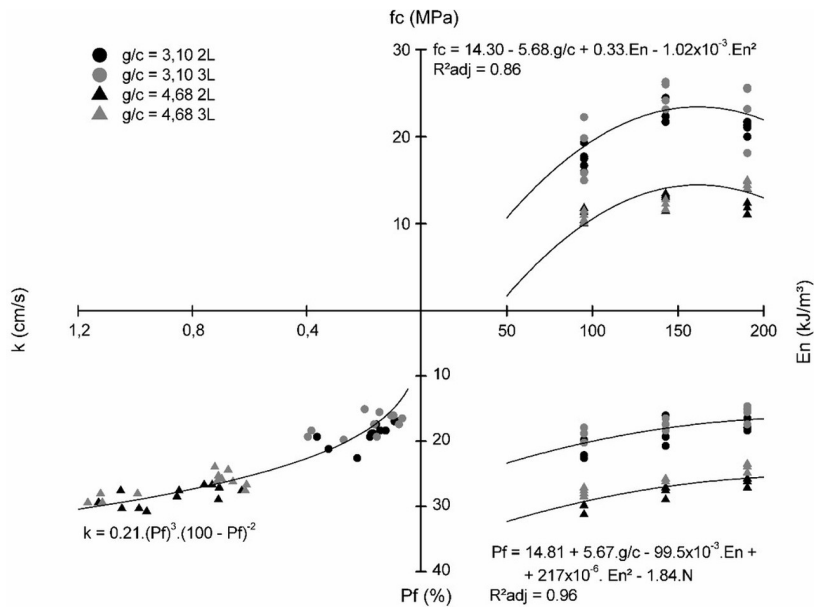 fc (MPa)
g/c = 3,10 2L
g/c = 3,10 3L
g/c = 4,68 2L
g/c = 4,68 3L
30
fc = 14.30 - 5.68.g/c + 0.33.En - 1.02x10⁻³.En²
R²adj = 0.86
20
10
k (cm/s)
1,2
0,8
0,4
50
100
150
200
En (kJ/m³)
10
20
30
40
k = 0.21.(Pf)³.(100 - Pf)⁻²
Pf = 14.81 + 5.67.g/c - 99.5x10⁻³.En +
+ 217x10⁻⁶. En² - 1.84.N
R²adj = 0.96
Pf (%)